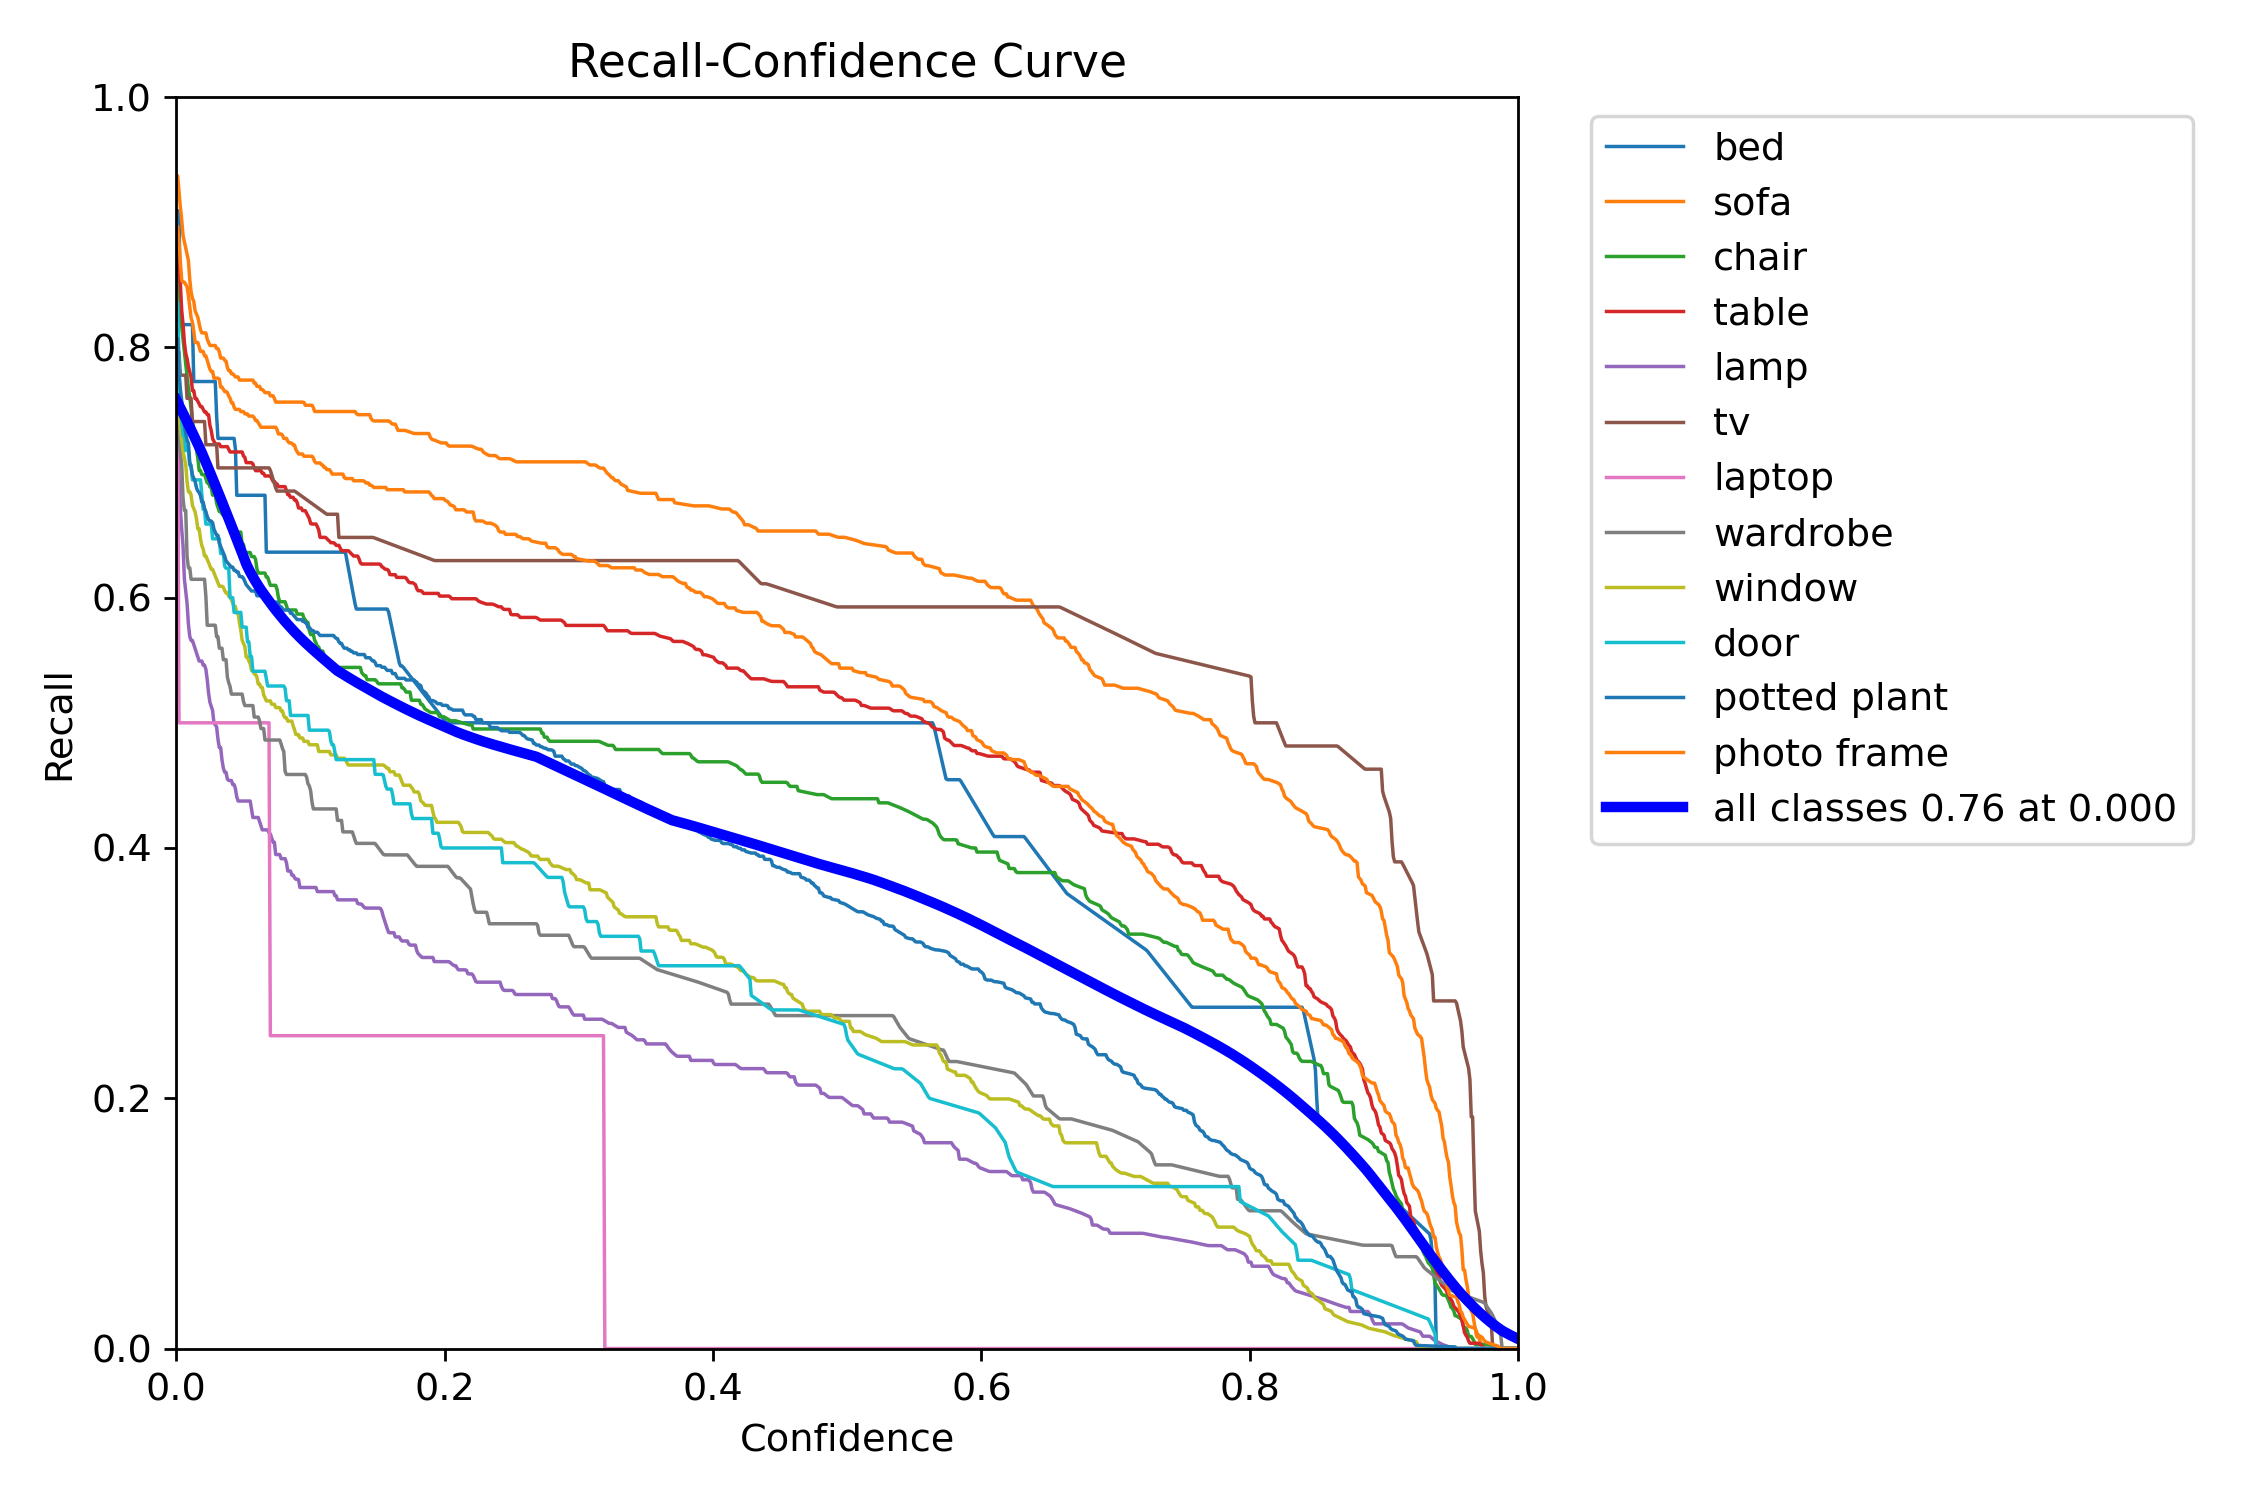 Recall-Confidence Curve
1.0
0.8
0.6
0.4
0.2
0.0
Recall
0.0 0.2 0.4 0.6 0.8 1.0
Confidence
bed
sofa
chair
table
lamp
tv
laptop
wardrobe
window
door
potted plant
photo frame
all classes 0.76 at 0.000